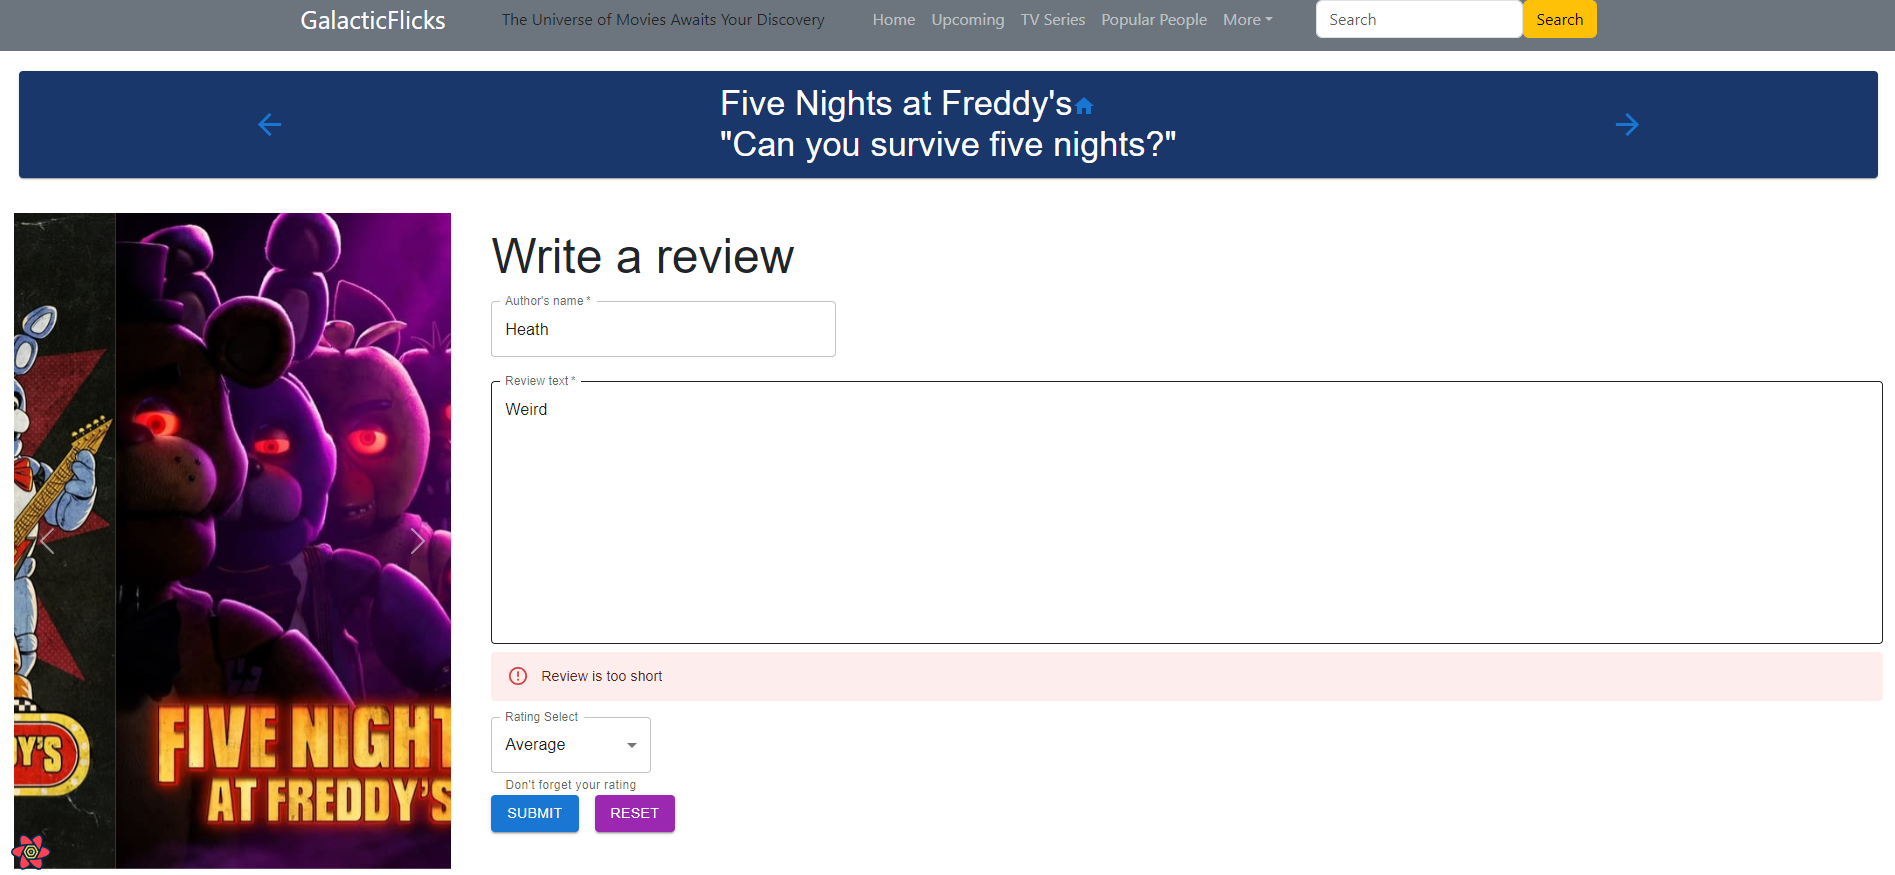 GalacticFlicks The Universe of Movies Awaits Your Discovery Home Upcoming TV Series Popular People More Search Search
Five Nights at Freddy's
"Can you survive five nights?"
Write a review
Author's name *
Heath
Review text *
Weird
Review is too short
Rating Select
Average
Don't forget your rating
SUBMIT RESET
DY'S
FIVE NIGHT
AT FREDDY'S